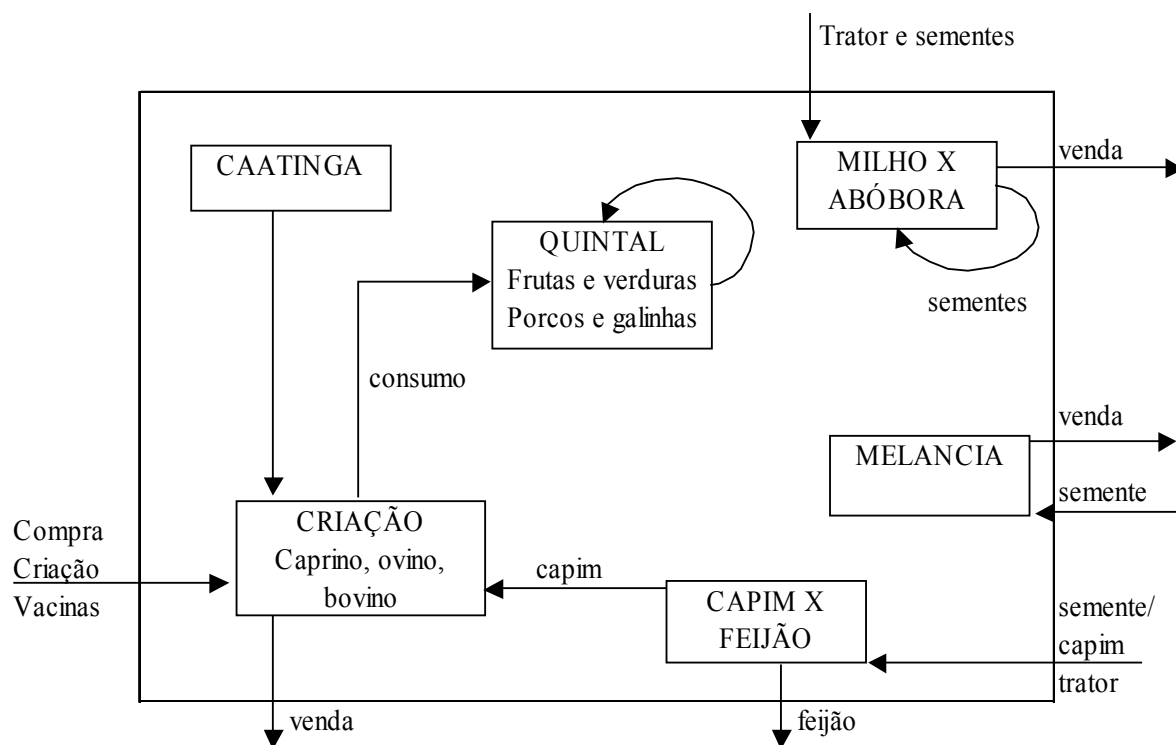 Trator e sementes
CAATINGA
MILHO X
ABÓBORA
venda
sementes
QUINTAL
Frutas e verduras
Porcos e galinhas
consumo
venda
MELANCIA
semente
Compra
Criação
Vacinas
CRIAÇÃO
Caprino, ovino,
bovino
capim
CAPIM X
FEIJÃO
semente/
capim
trator
venda
feijão